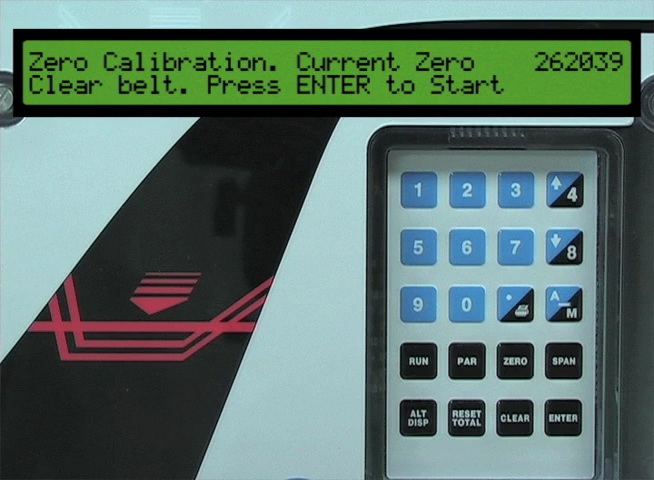 Zero Calibration. Current Zero 262039
Clear belt. Press ENTER to Start
1 2 3 4
5 6 7 8
9 0 . A/M
RUN PAR ZERO SPAN
ALT DISP RESET TOTAL CLEAR ENTER